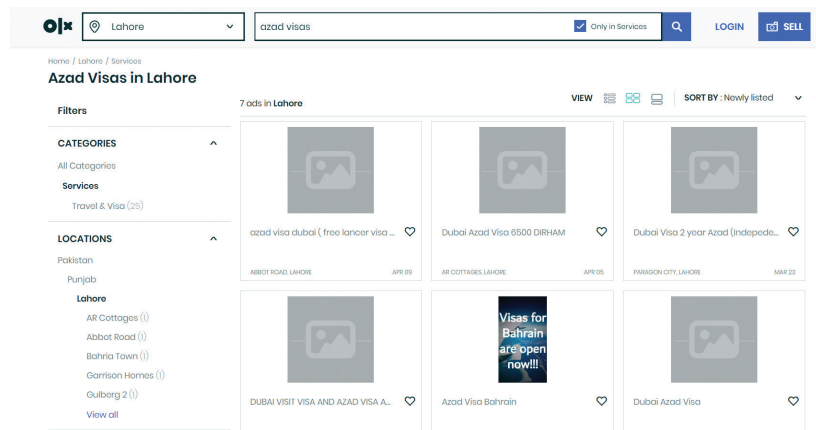 olx
Lahore
azad visas
Only in Services
LOGIN
SELL
Home / Lahore / Services
Azad Visas in Lahore
Filters
7 ads in Lahore
VIEW
SORT BY : Newly listed
CATEGORIES
All Categories
Services
Travel & Visa (25)
LOCATIONS
Pakistan
Punjab
Lahore
AR Cottages (1)
Abbot Road (1)
Bahria Town (1)
Garrison Homes (1)
Gulberg 2 (1)
View all
azad visa dubai ( free lancer visa ...
ABBOT ROAD, LAHORE
APR 09
Dubai Azad Visa 6500 DIRHAM
AR COTTAGES, LAHORE
APR 05
Dubai Visa 2 year Azad (Indepede...
PARAGON CITY, LAHORE
MAR 23
DUBAI VISIT VISA AND AZAD VISA A...
Visas for
Bahrain
are open
now!!!
Azad Visa Bahrain
Dubai Azad Visa